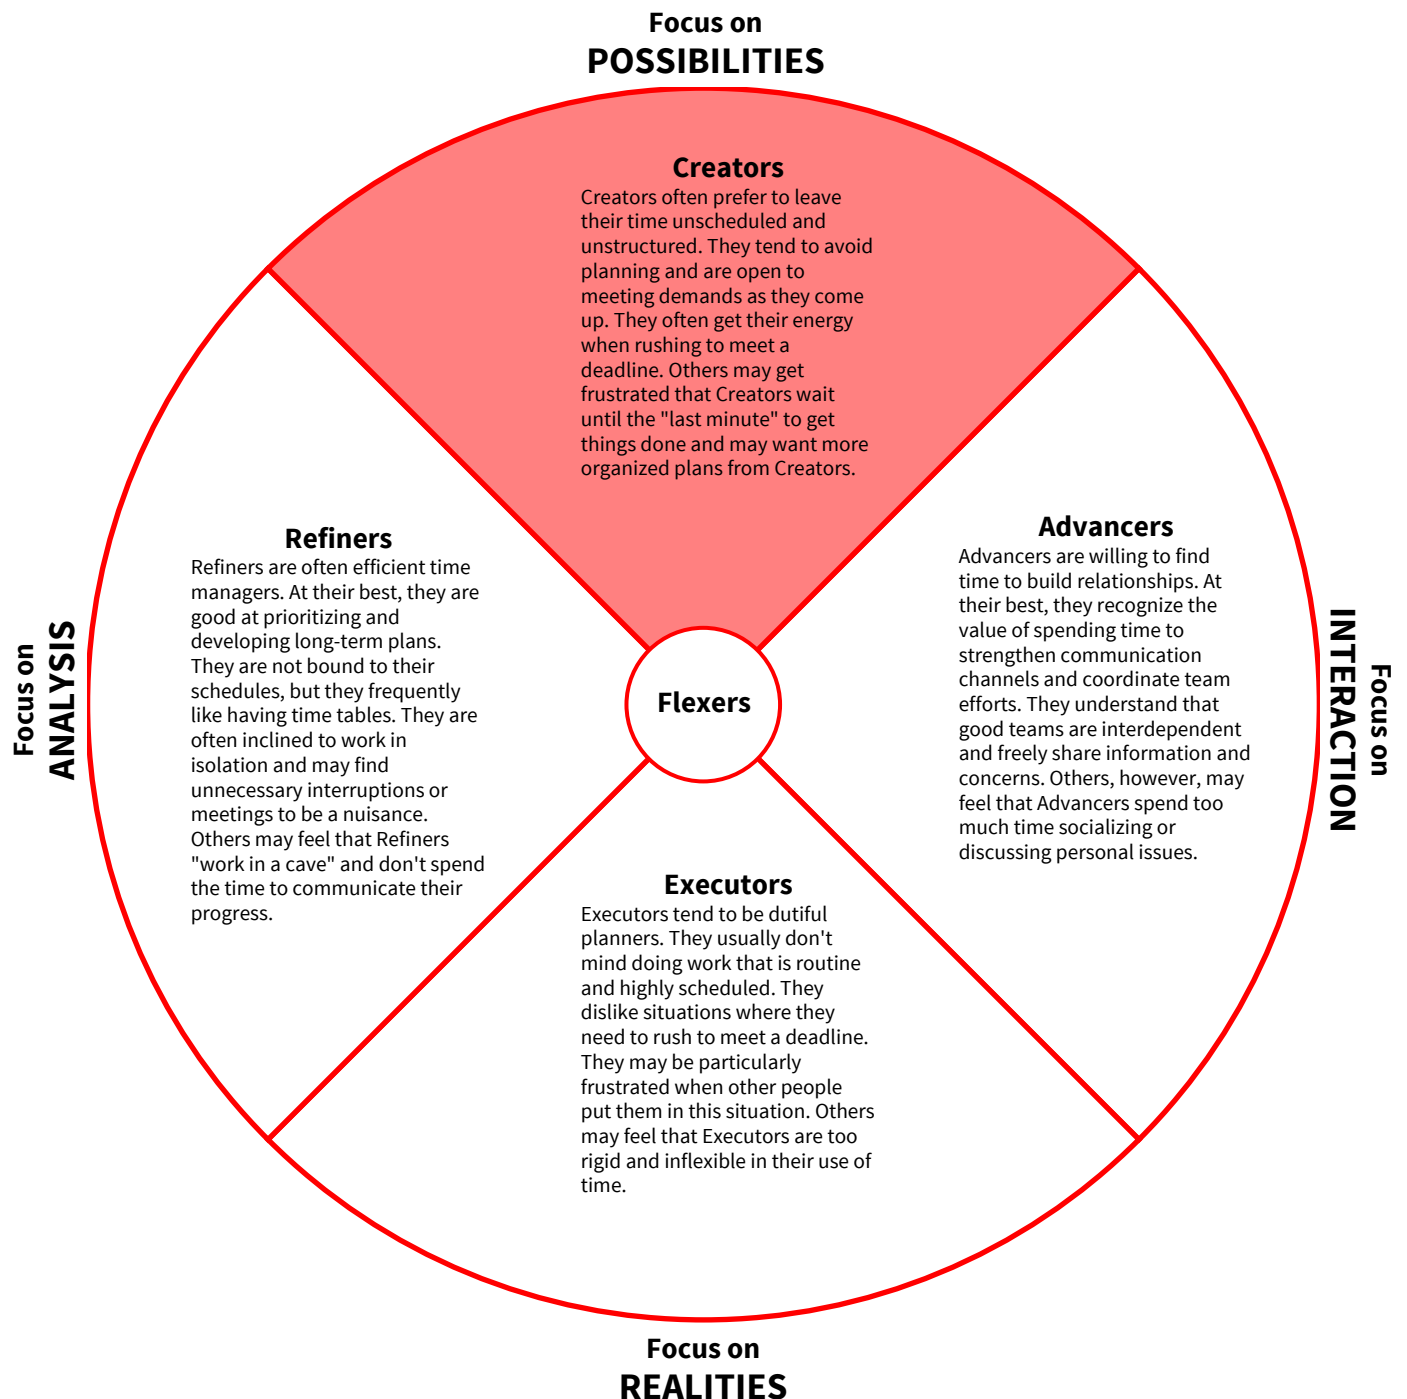 Focus on
POSSIBILITIES
Creators
Creators often prefer to leave
their time unscheduled and
unstructured. They tend to avoid
planning and are open to
meeting demands as they come
up. They often get their energy
when rushing to meet a
deadline. Others may get
frustrated that Creators wait
until the "last minute" to get
things done and may want more
organized plans from Creators.
Focus on
ANALYSIS
Refiners
Refiners are often efficient time
managers. At their best, they are
good at prioritizing and
developing long-term plans.
They are not bound to their
schedules, but they frequently
like having time tables. They are
often inclined to work in
isolation and may find
unnecessary interruptions or
meetings to be a nuisance.
Others may feel that Refiners
"work in a cave" and don't spend
the time to communicate their
progress.
Flexers
Advancers
Advancers are willing to find
time to build relationships. At
their best, they recognize the
value of spending time to
strengthen communication
channels and coordinate team
efforts. They understand that
good teams are interdependent
and freely share information and
concerns. Others, however, may
feel that Advancers spend too
much time socializing or
discussing personal issues.
Focus on
INTERACTION
Executors
Executors tend to be dutiful
planners. They usually don't
mind doing work that is routine
and highly scheduled. They
dislike situations where they
need to rush to meet a deadline.
They may be particularly
frustrated when other people
put them in this situation. Others
may feel that Executors are too
rigid and inflexible in their use of
time.
Focus on
REALITIES